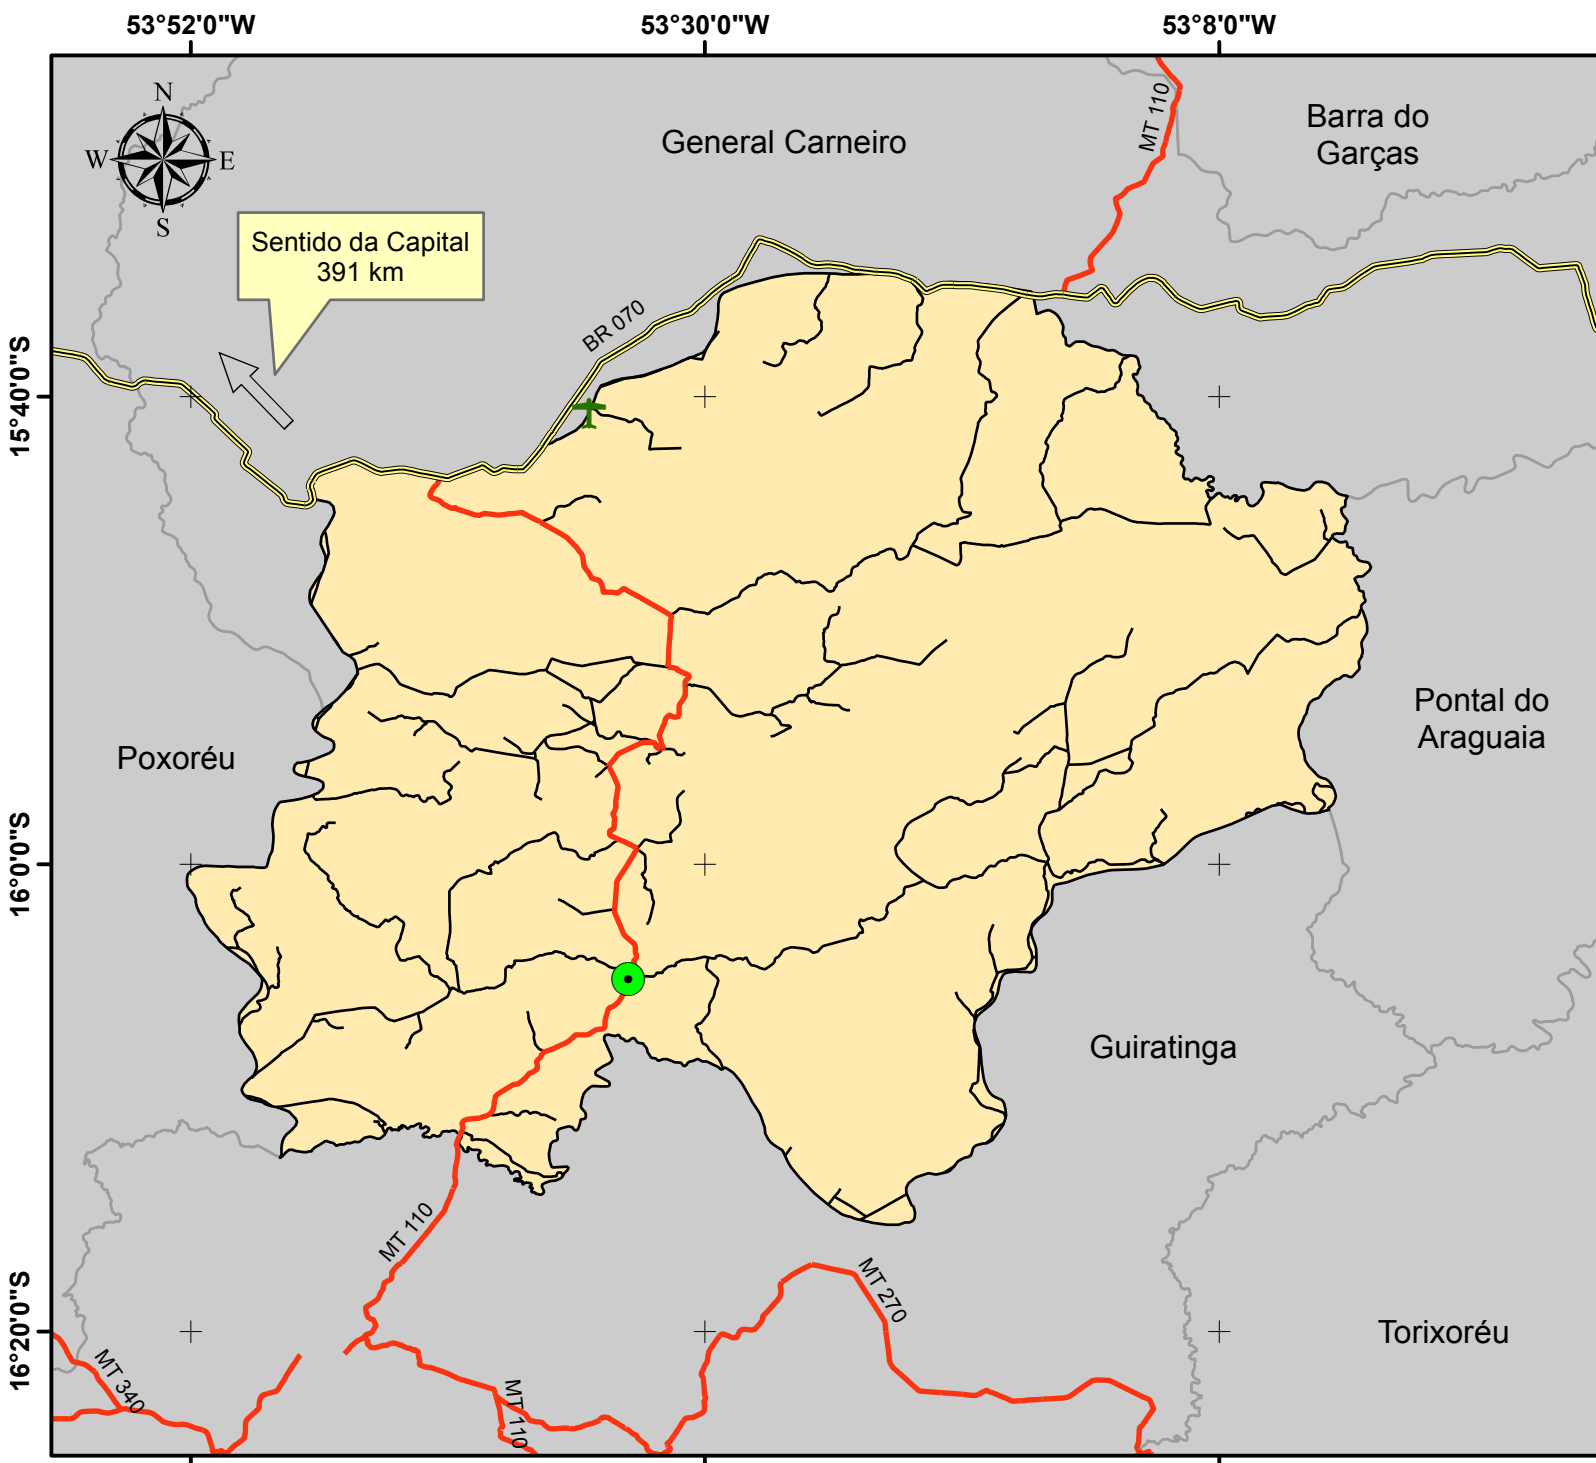 53°52'0"W
53°30'0"W
53°8'0"W
N
W
E
S
MT 110
General Carneiro
Barra do
Garças
Sentido da Capital
391 km
BR 070
15°40'0"S
Pontal do
Araguaia
Poxoréu
16°0'0"S
Guiratinga
MT 110
MT 270
16°20'0"S
Torixoréu
MT 340
MT 110